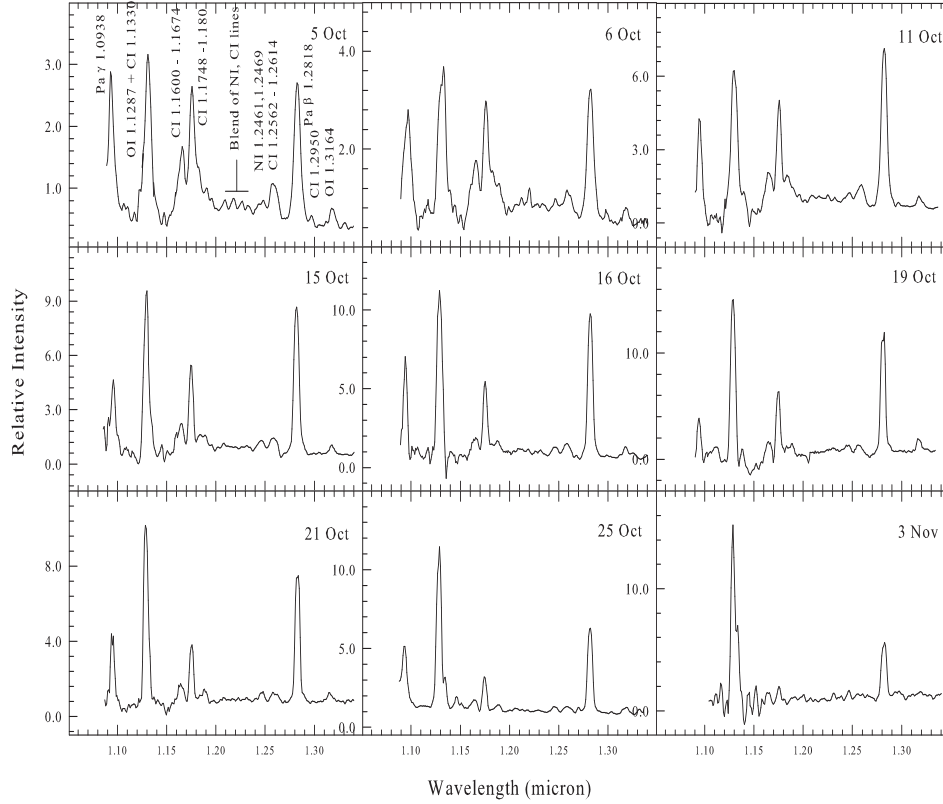 Pa γ 1.0938
OI 1.1287 + CI 1.1330
CI 1.1600 - 1.1674
CI 1.1748 -1.180
Blend of NI, CI lines
NI 1.2461,1.2469
CI 1.2562 - 1.2614
Pa β 1.2818
CI 1.2950
OI 1.3164
5 Oct
6 Oct
11 Oct
3.0
2.0
1.0
4.0
2.0
0.0
6.0
3.0
0.0
15 Oct
16 Oct
19 Oct
9.0
6.0
3.0
0.0
10.0
5.0
0.0
10.0
0.0
21 Oct
25 Oct
3 Nov
8.0
4.0
0.0
10.0
5.0
0.0
10.0
0.0
Relative Intensity
1.10 1.15 1.20 1.25 1.30
1.10 1.15 1.20 1.25 1.30
1.10 1.15 1.20 1.25 1.30
Wavelength (micron)